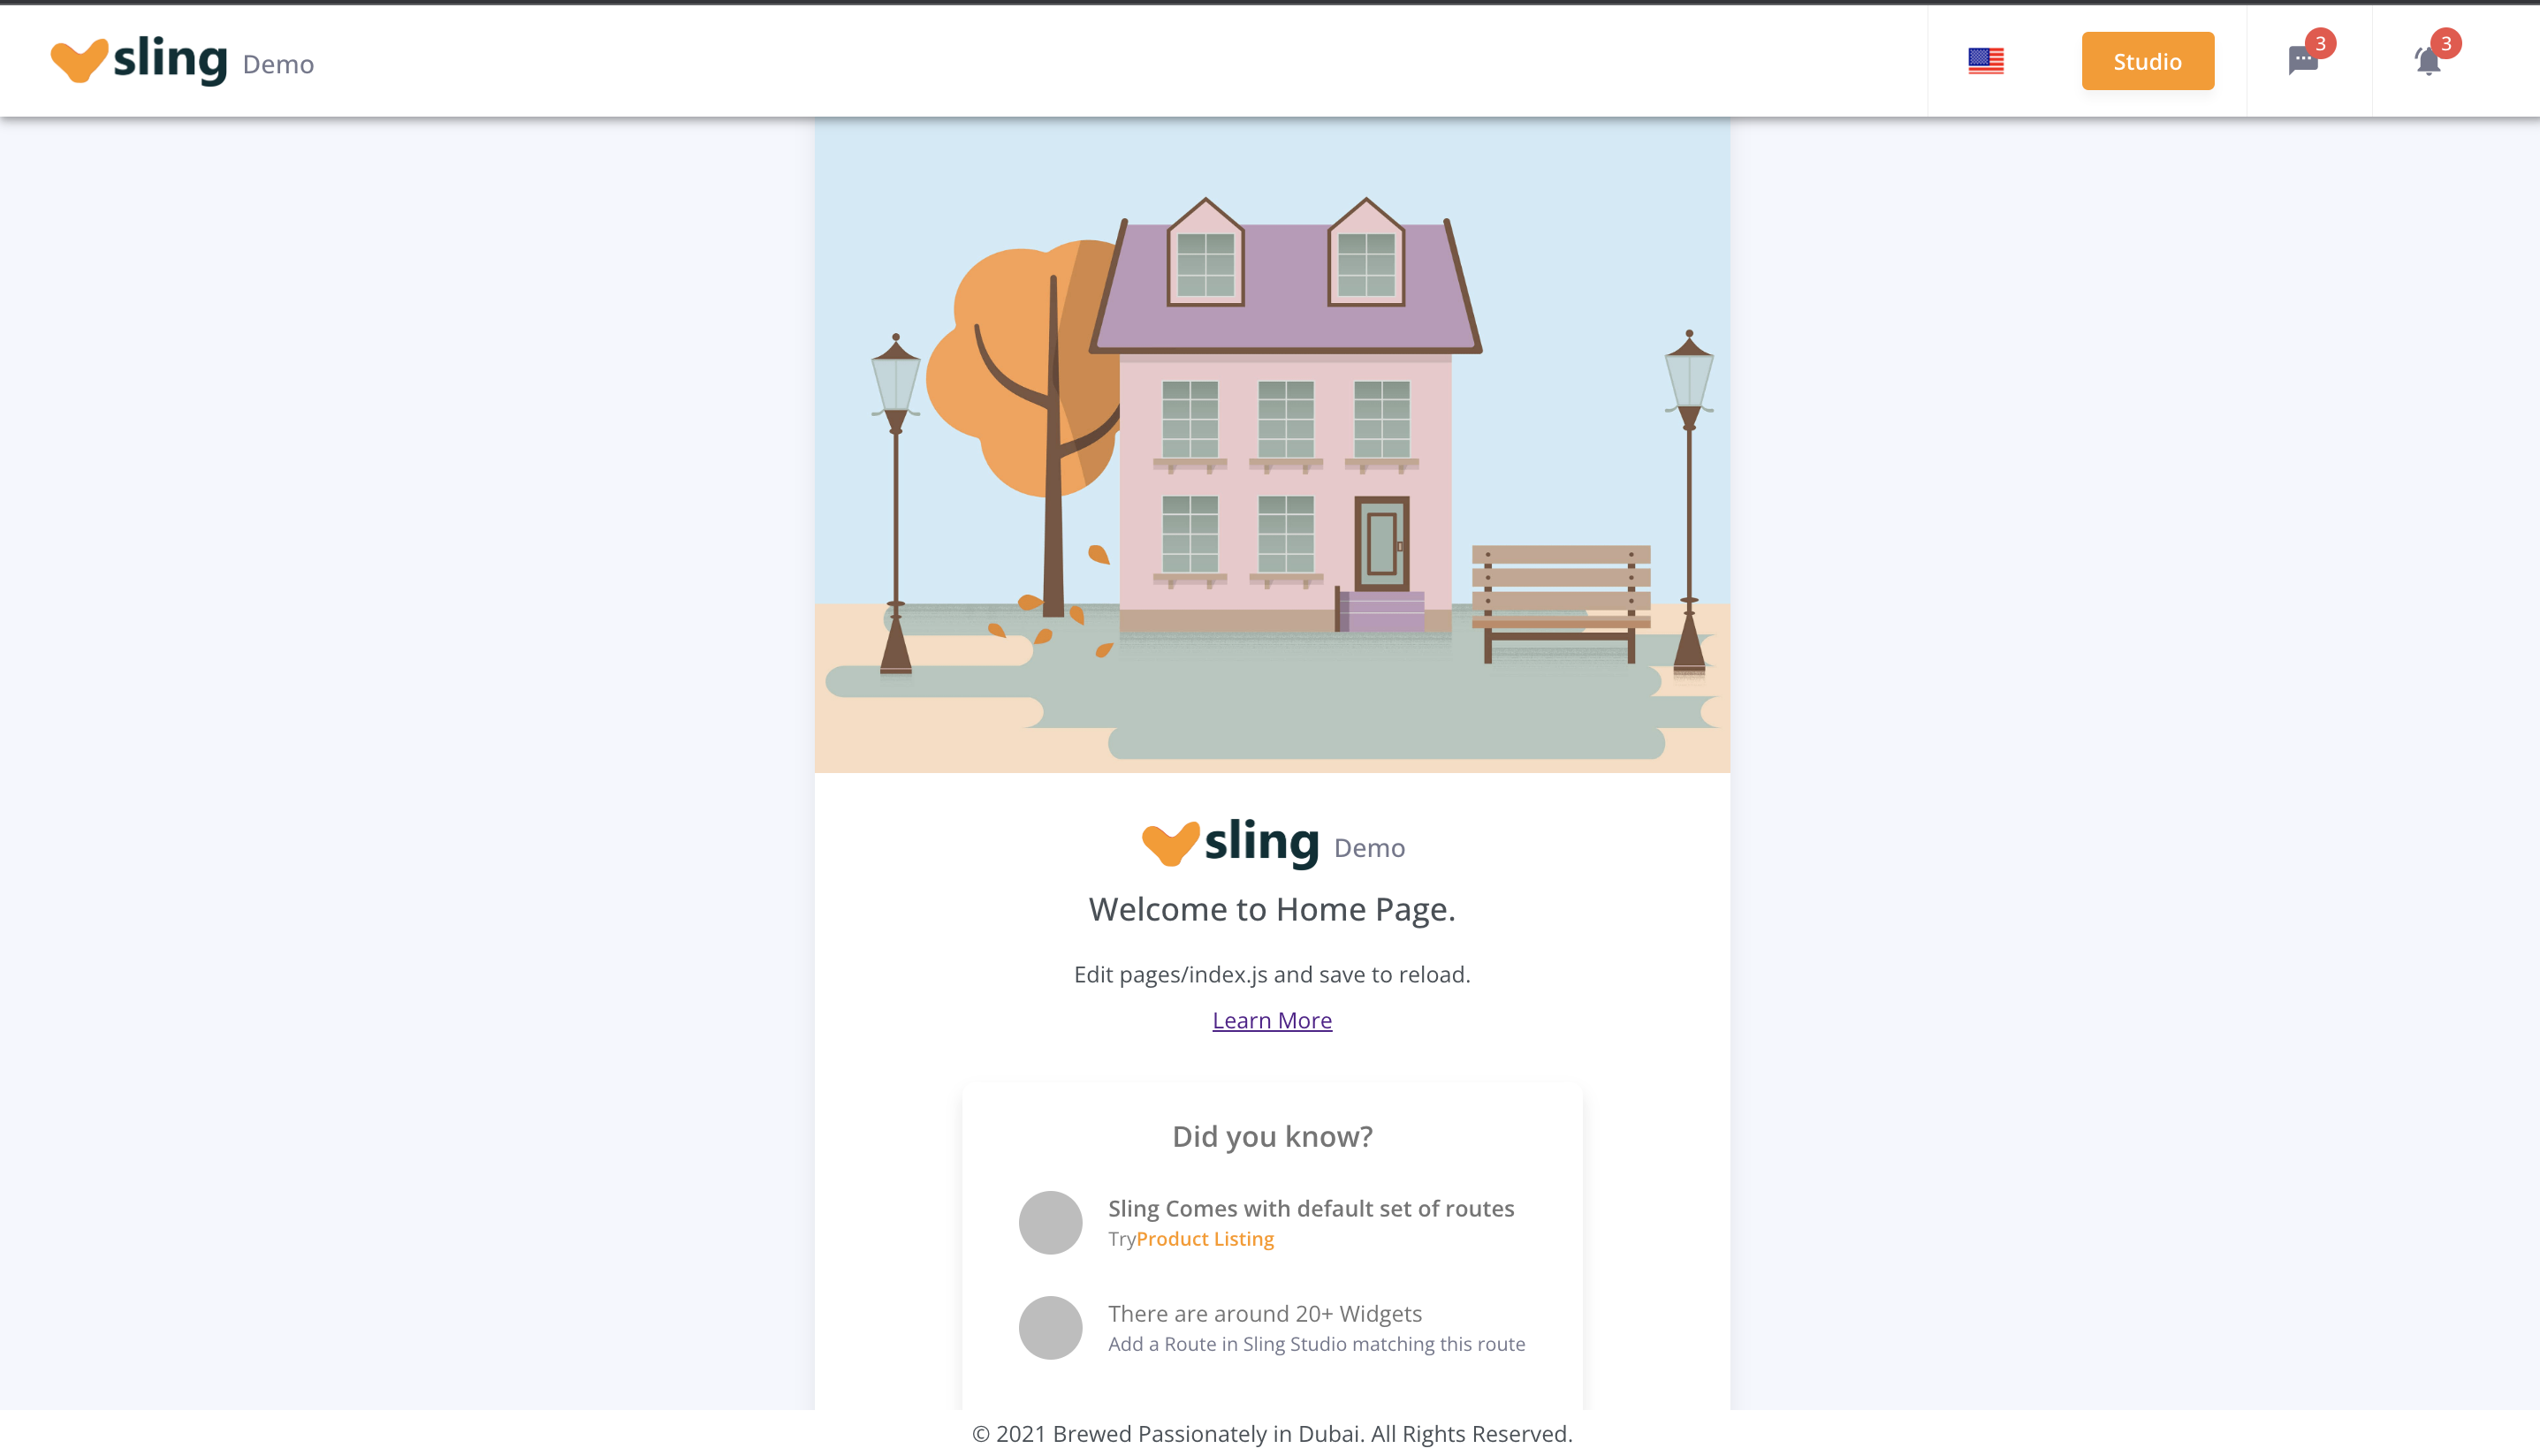 sling Demo
Studio
3
3
sling Demo
Welcome to Home Page.
Edit pages/index.js and save to reload.
Learn More
Did you know?
Sling Comes with default set of routes
TryProduct Listing
There are around 20+ Widgets
Add a Route in Sling Studio matching this route
© 2021 Brewed Passionately in Dubai. All Rights Reserved.